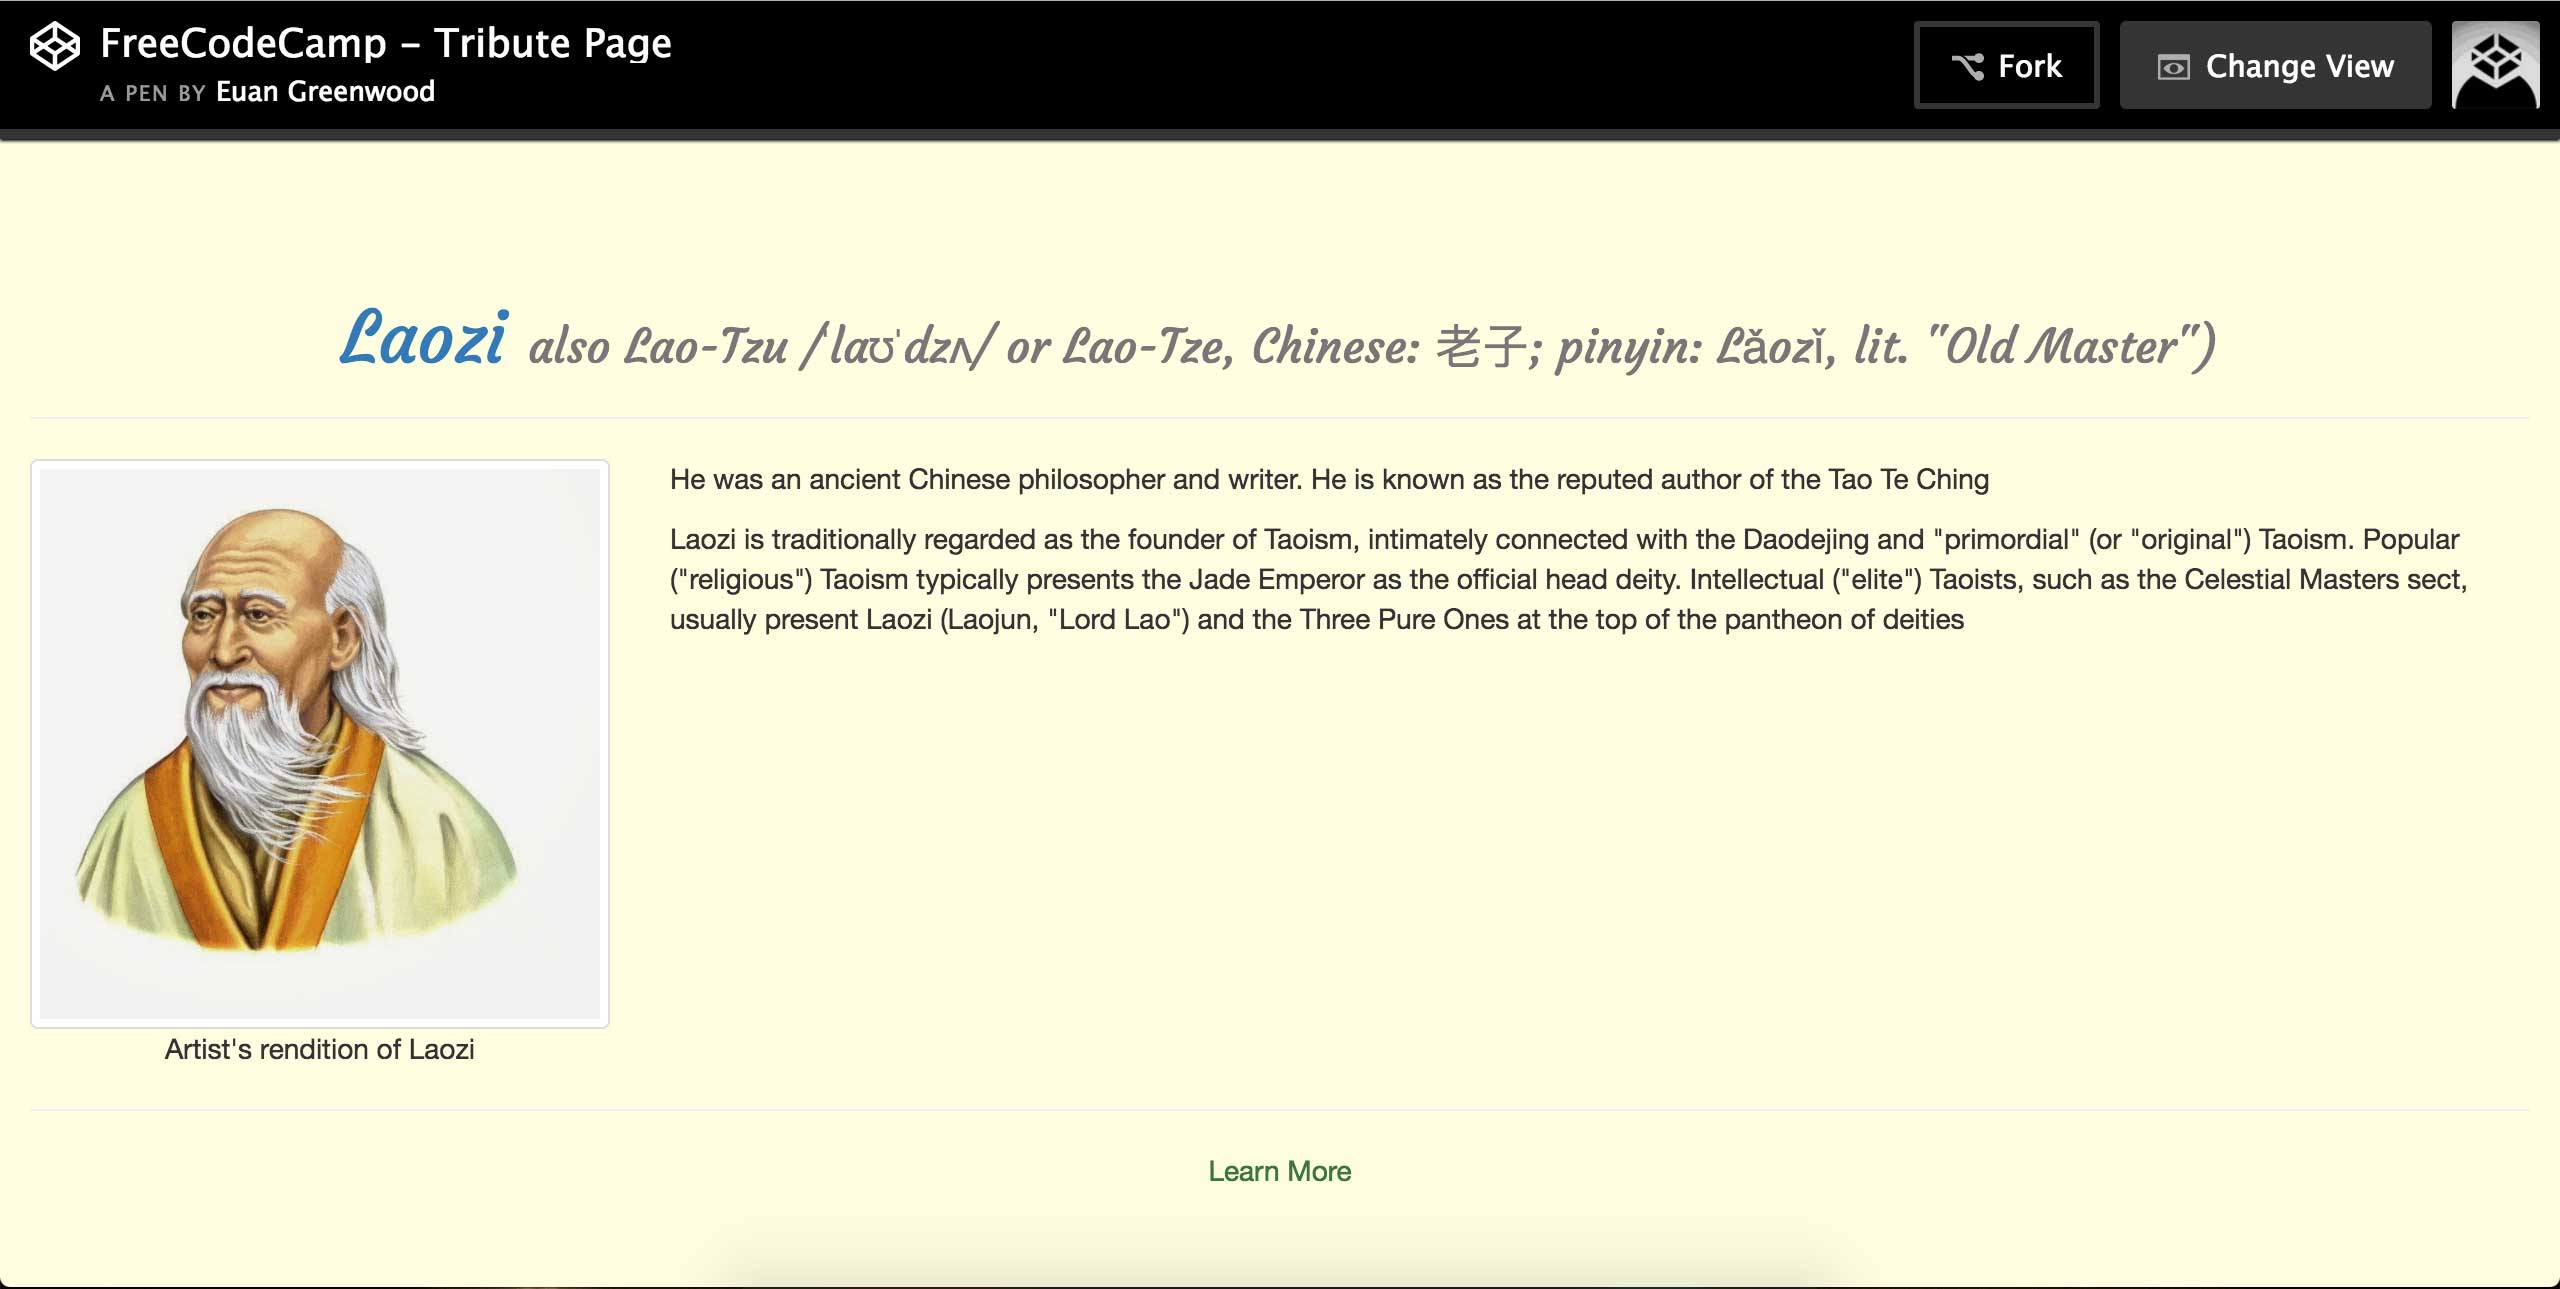 FreeCodeCamp – Tribute Page
A PEN BY Euan Greenwood
Fork
Change View
Laozi also Lao-Tzu /ˈlaʊˈdzʌ/ or Lao-Tze, Chinese: 老子; pinyin: Lǎozǐ, lit. "Old Master")
He was an ancient Chinese philosopher and writer. He is known as the reputed author of the Tao Te Ching
Laozi is traditionally regarded as the founder of Taoism, intimately connected with the Daodejing and "primordial" (or "original") Taoism. Popular
("religious") Taoism typically presents the Jade Emperor as the official head deity. Intellectual ("elite") Taoists, such as the Celestial Masters sect,
usually present Laozi (Laojun, "Lord Lao") and the Three Pure Ones at the top of the pantheon of deities
Artist's rendition of Laozi
Learn More